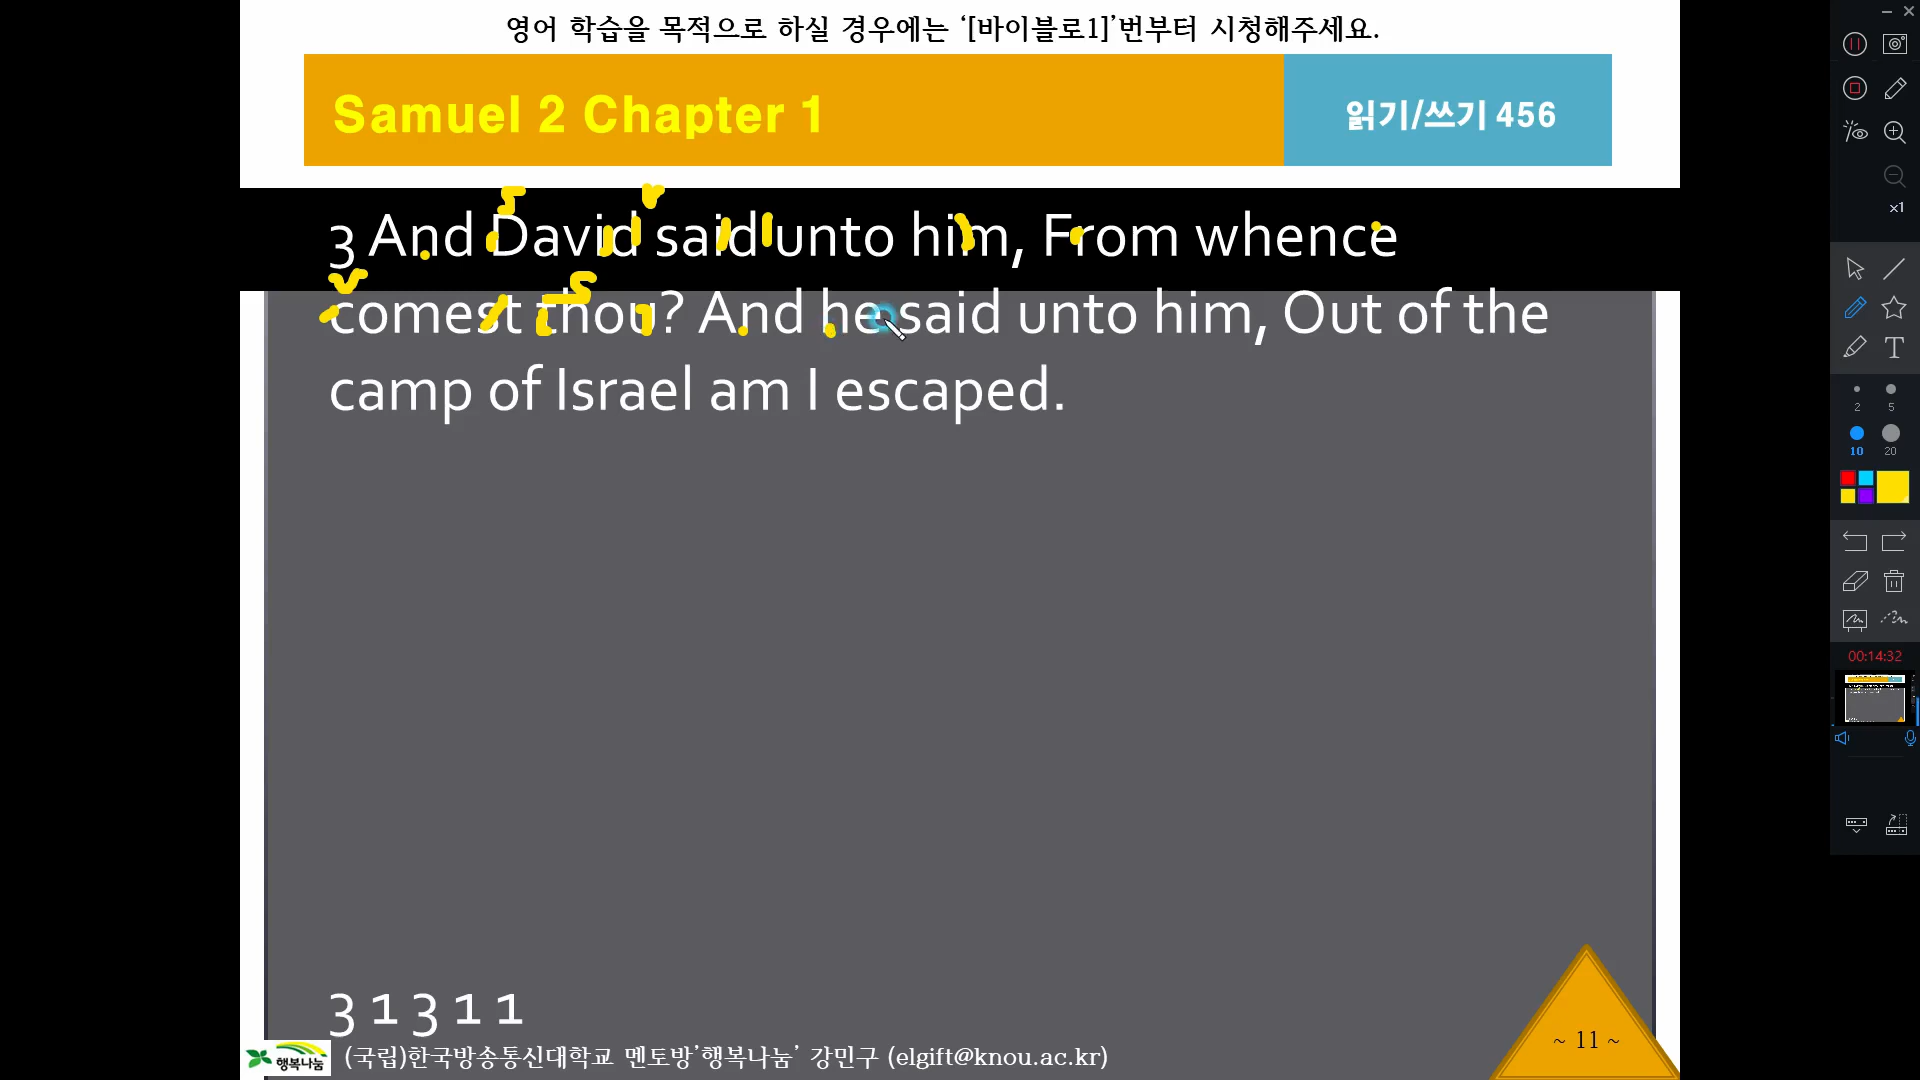 영어 학습을 목적으로 하실 경우에는 ‘[바이블로1]’번부터 시청해주세요.
Samuel 2 Chapter 1
읽기/쓰기 456
3 And David said unto him, From whence
comest thou? And he said unto him, Out of the
camp of Israel am I escaped.
3 1 3 1 1
행복나눔
(국립)한국방송통신대학교 멘토방’행복나눔’ 강민구 (elgift@knou.ac.kr)
~ 11 ~
x1
T
2 5
10 20
00:14:32